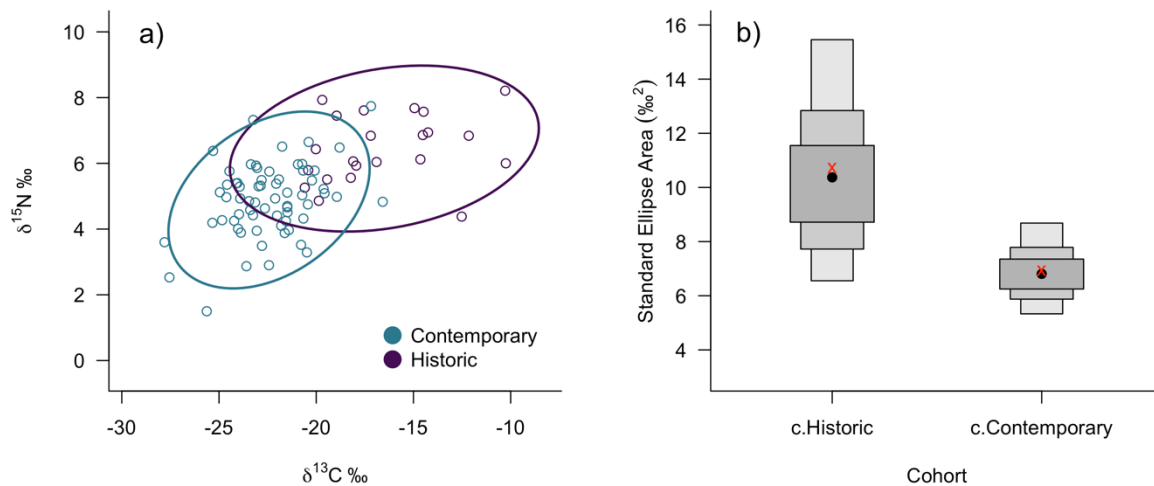 a)
10
8
6
4
2
0
δ¹⁵N ‰
Contemporary
Historic
-30 -25 -20 -15 -10
δ¹³C ‰
b)
16
14
12
10
8
6
4
Standard Ellipse Area (‰²)
x
x
c.Historic c.Contemporary
Cohort